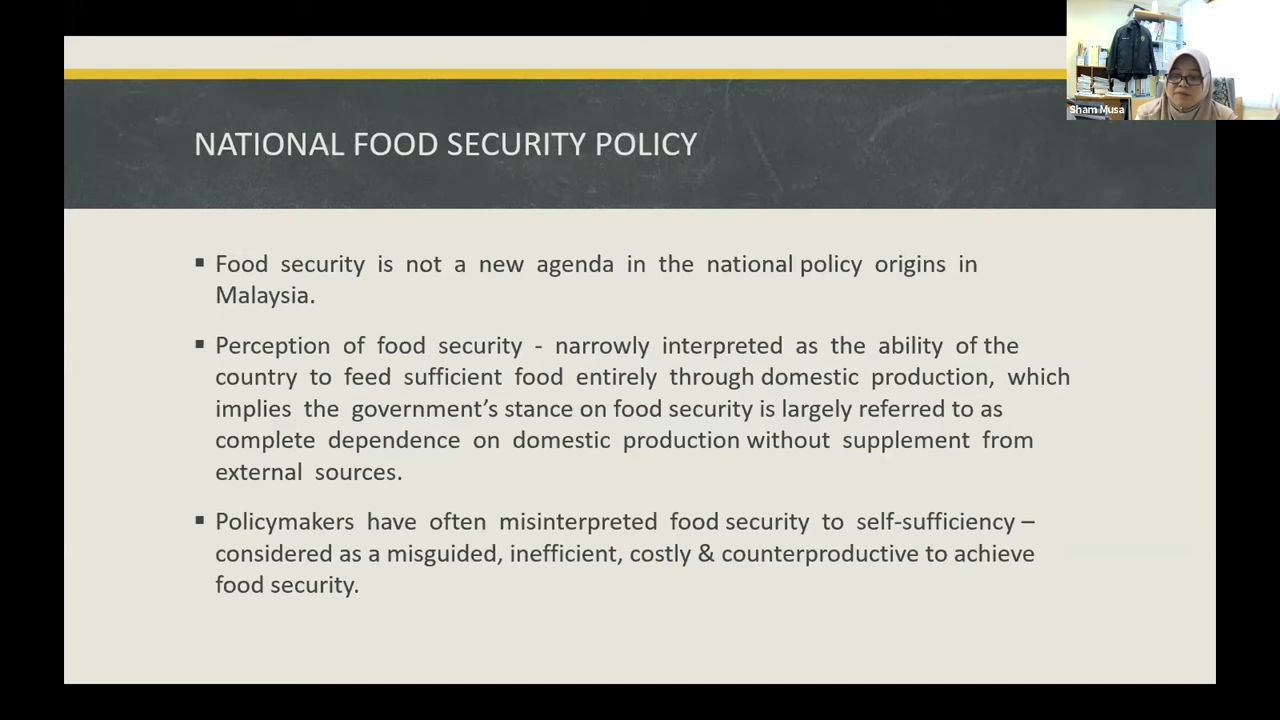 Sham Musa
NATIONAL FOOD SECURITY POLICY
▪ Food security is not a new agenda in the national policy origins in
Malaysia.
▪ Perception of food security - narrowly interpreted as the ability of the
country to feed sufficient food entirely through domestic production, which
implies the government’s stance on food security is largely referred to as
complete dependence on domestic production without supplement from
external sources.
▪ Policymakers have often misinterpreted food security to self-sufficiency –
considered as a misguided, inefficient, costly & counterproductive to achieve
food security.